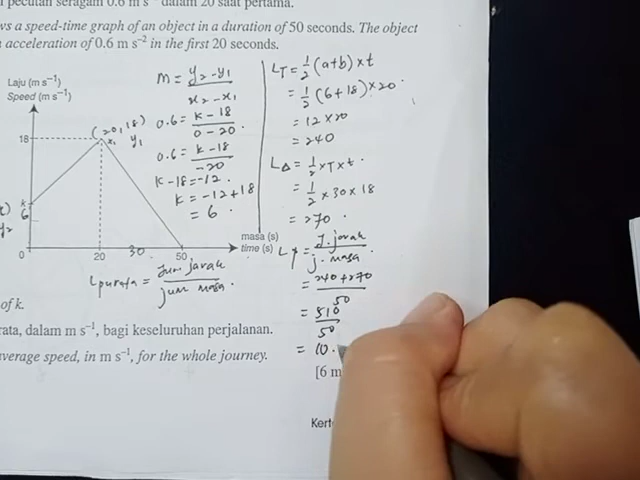 pecutan seragam 0.6 m s⁻² dalam 20 saat pertama.
ws a speed-time graph of an object in a duration of 50 seconds. The object
acceleration of 0.6 m s⁻² in the first 20 seconds.
Laju (m s⁻¹)
Speed (m s⁻¹)
18
(20,18)
x₁ y₁
k
6
y₂
0
20
30
50
masa (s)
time (s)
m = y₂-y₁
x₂-x₁
0.6 = k-18
0-20
0.6 = k-18
-20
k-18 = -12
k = -12+18
= 6
L purata = Jum jarak
jum masa
L T = 1/2 (a+b) x t
= 1/2 (6+18) x 20
= 12 x 20
= 240
L Δ = 1/2 x T x t
= 1/2 x 30 x 18
= 270
= J. jarak
j. masa
= 240+270
50
= 510
50
= 10.
of k.
rata, dalam m s⁻¹, bagi keseluruhan perjalanan.
average speed, in m s⁻¹, for the whole journey.
[6 m
Kert